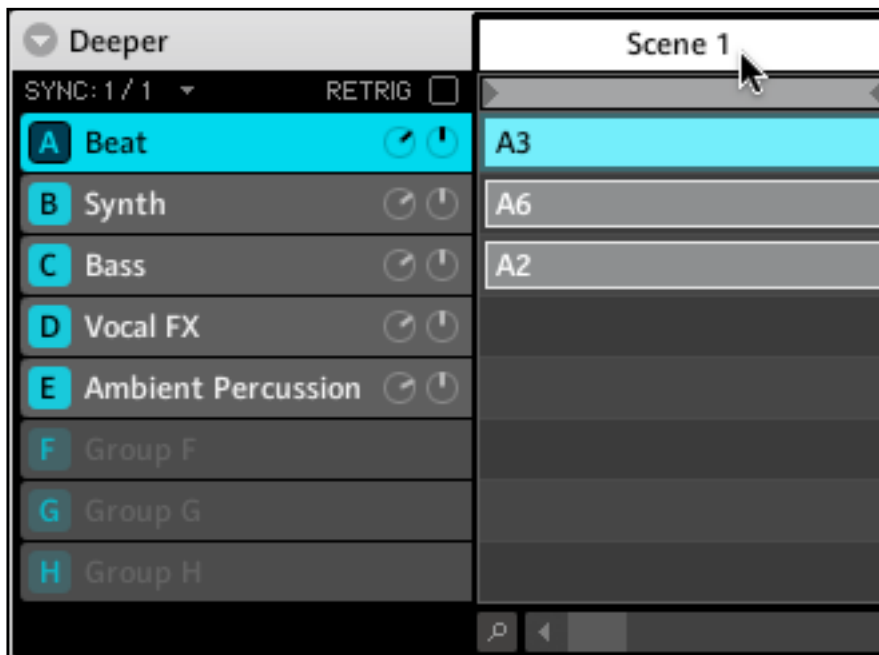 Deeper Scene 1
SYNC: 1 / 1 RETRIG
A Beat A3
B Synth A6
C Bass A2
D Vocal FX
E Ambient Percussion
F Group F
G Group G
H Group H